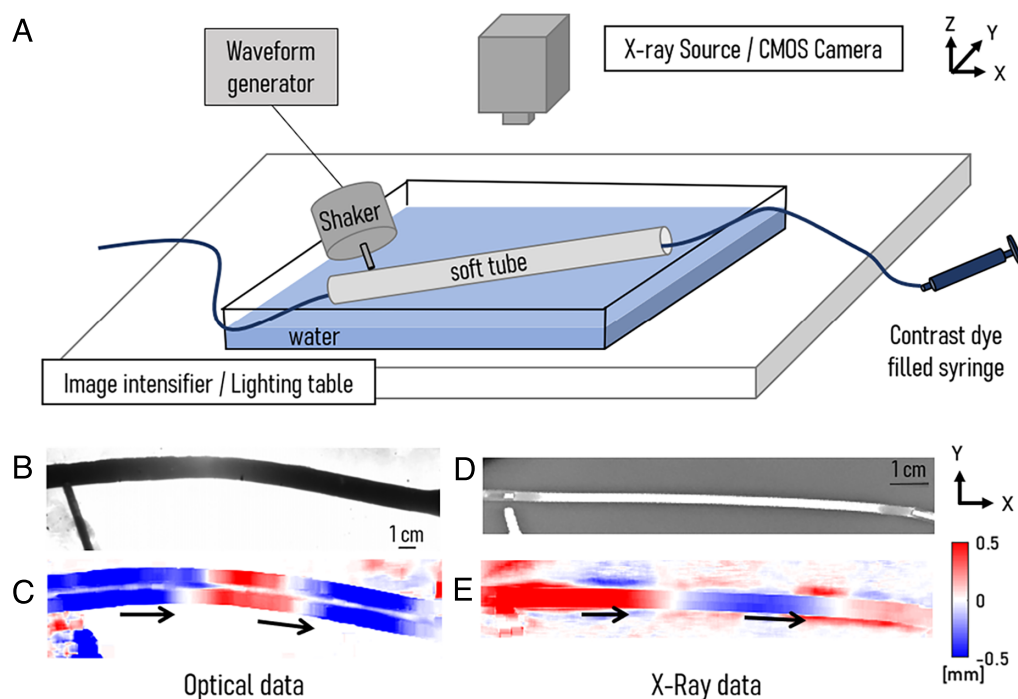 A
Waveform
generator
X-ray Source / CMOS Camera
Z
Y
X
Shaker
soft tube
water
Image intensifier / Lighting table
Contrast dye
filled syringe
B
1 cm
D
1 cm
Y
X
C
E
0.5
0
-0.5
[mm]
Optical data
X-Ray data